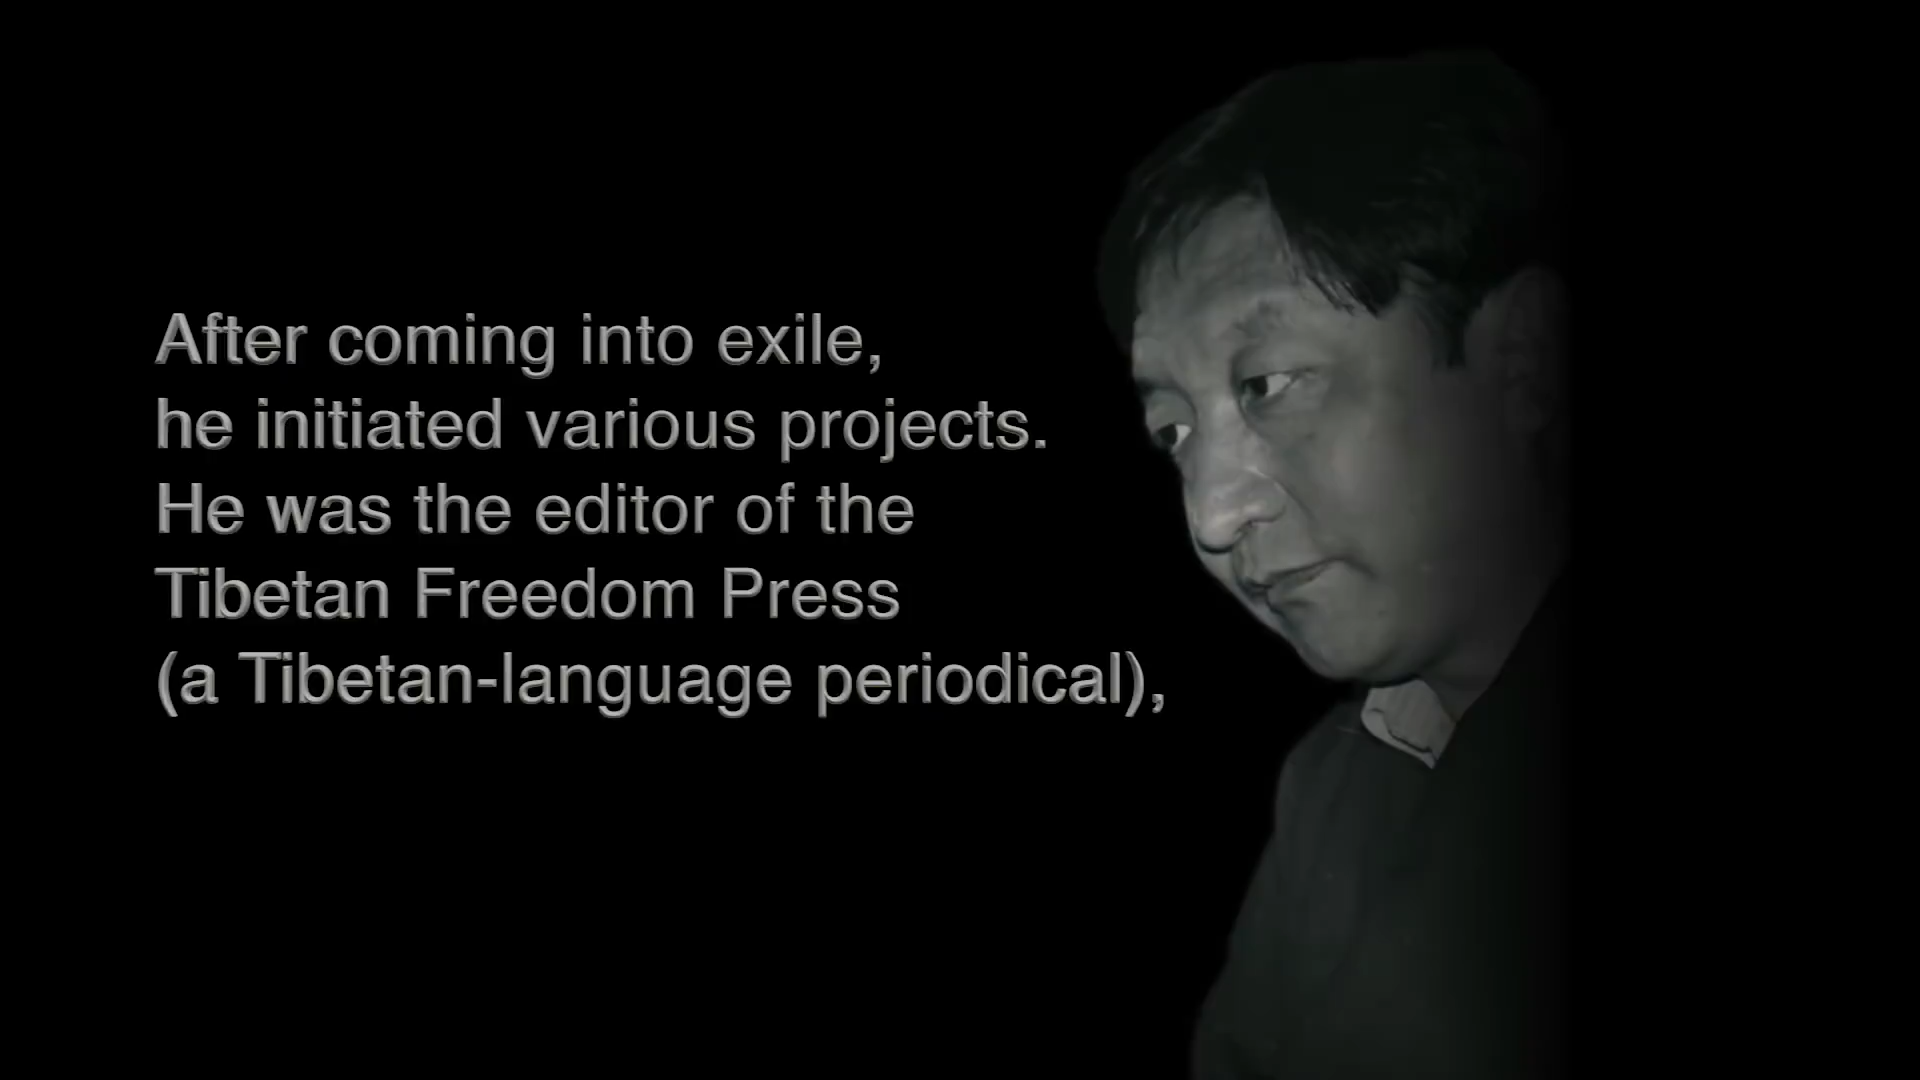 After coming into exile,
he initiated various projects.
He was the editor of the
Tibetan Freedom Press
(a Tibetan-language periodical),